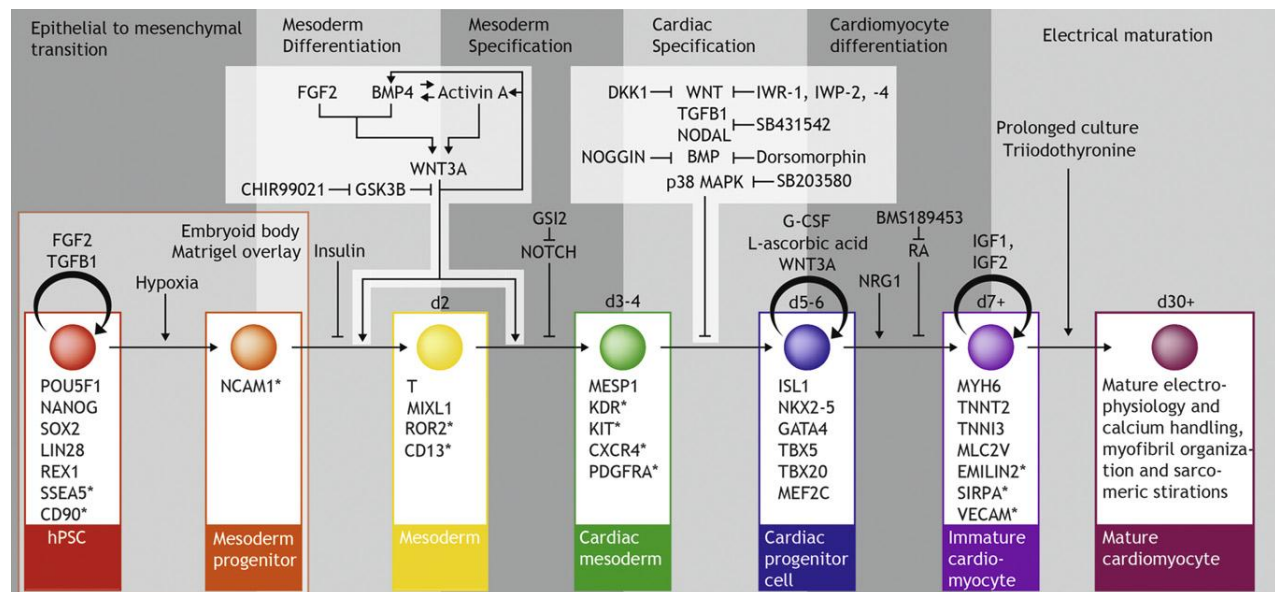 Epithelial to mesenchymal
transition
Mesoderm
Differentiation
Mesoderm
Specification
Cardiac
Specification
Cardiomyocyte
differentiation
Electrical maturation
FGF2
BMP4
Activin A
WNT3A
CHIR99021
GSK3B
DKK1
WNT
IWR-1, IWP-2, -4
TGFB1
NODAL
SB431542
NOGGIN
BMP
Dorsomorphin
p38 MAPK
SB203580
Prolonged culture
Triiodothyronine
FGF2
TGFB1
Hypoxia
Embryoid body
Matrigel overlay
Insulin
GSI2
NOTCH
G-CSF
L-ascorbic acid
WNT3A
NRG1
BMS189453
RA
IGF1,
IGF2
d2
d3-4
d5-6
d7+
d30+
POU5F1
NANOG
SOX2
LIN28
REX1
SSEA5*
CD90*
hPSC
NCAM1*
Mesoderm
progenitor
T
MIXL1
ROR2*
CD13*
Mesoderm
MESP1
KDR*
KIT*
CXCR4*
PDGFRA*
Cardiac
mesoderm
ISL1
NKX2-5
GATA4
TBX5
TBX20
MEF2C
Cardiac
progenitor
cell
MYH6
TNNT2
TNNI3
MLC2V
EMILIN2*
SIRPA*
VECAM*
Immature
cardio-
myocyte
Mature electro-
physiology and
calcium handling,
myofibril organiza-
tion and sarco-
meric stirations
Mature
cardiomyocyte